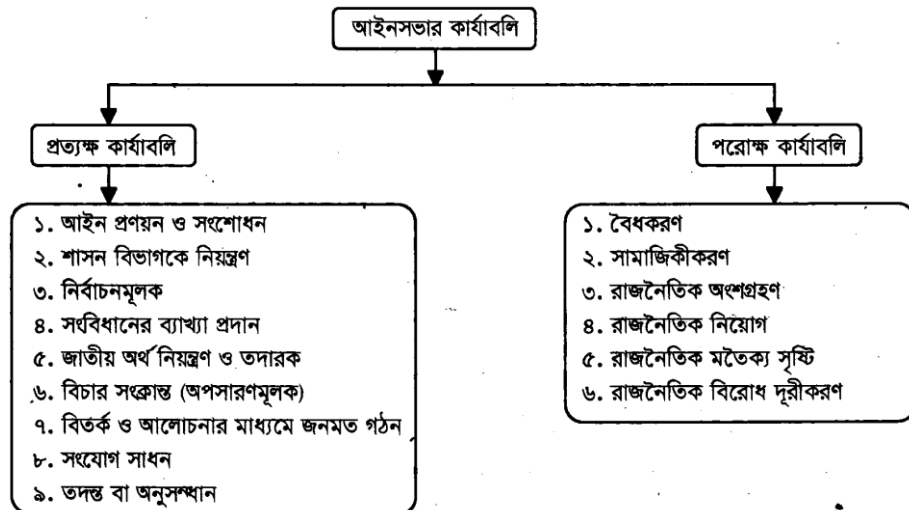 আইনসভার কার্যাবলি
প্রত্যক্ষ কার্যাবলি
১. আইন প্রণয়ন ও সংশোধন
২. শাসন বিভাগকে নিয়ন্ত্রণ
৩. নির্বাচনমূলক
৪. সংবিধানের ব্যাখ্যা প্রদান
৫. জাতীয় অর্থ নিয়ন্ত্রণ ও তদারক
৬. বিচার সংক্রান্ত (অপসারণমূলক)
৭. বিতর্ক ও আলোচনার মাধ্যমে জনমত গঠন
৮. সংযোগ সাধন
৯. তদন্ত বা অনুসন্ধান
পরোক্ষ কার্যাবলি
১. বৈধকরণ
২. সামাজিকীকরণ
৩. রাজনৈতিক অংশগ্রহণ
৪. রাজনৈতিক নিয়োগ
৫. রাজনৈতিক মতৈক্য সৃষ্টি
৬. রাজনৈতিক বিরোধ দূরীকরণ